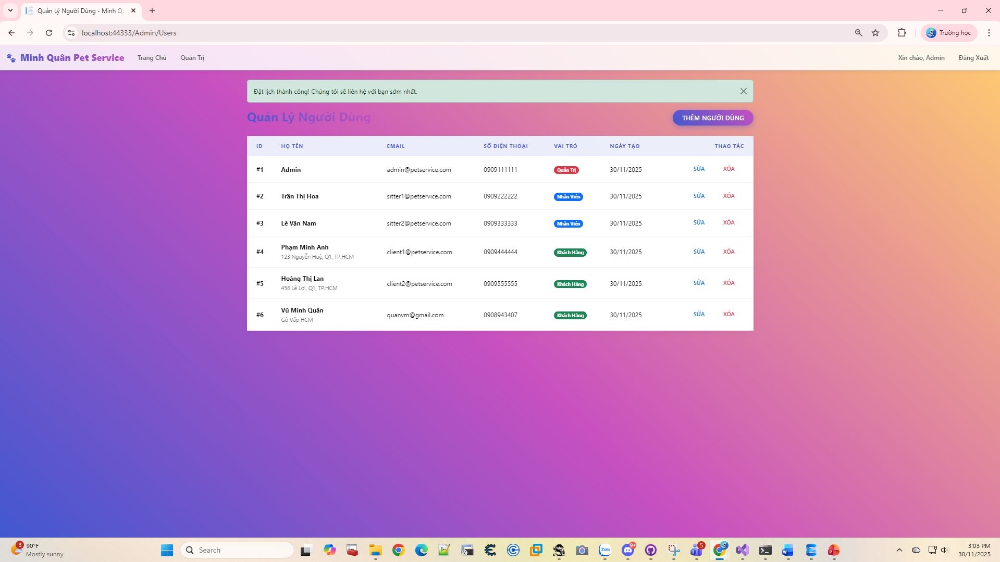 Quản Lý Người Dùng - Minh Qu
localhost:44333/Admin/Users
Trường học
Minh Quân Pet Service
Trang Chủ
Quản Trị
Xin chào, Admin
Đăng Xuất
Đặt lịch thành công! Chúng tôi sẽ liên hệ với bạn sớm nhất.
Quản Lý Người Dùng
THÊM NGƯỜI DÙNG
ID HỌ TÊN EMAIL SỐ ĐIỆN THOẠI VAI TRÒ NGÀY TẠO THAO TÁC
#1 Admin admin@petservice.com 0909111111 Quản Trị 30/11/2025 SỬA XÓA
#2 Trần Thị Hoa sitter1@petservice.com 0909222222 Nhân Viên 30/11/2025 SỬA XÓA
#3 Lê Văn Nam sitter2@petservice.com 0909333333 Nhân Viên 30/11/2025 SỬA XÓA
#4 Phạm Minh Anh client1@petservice.com 0909444444 Khách Hàng 30/11/2025 SỬA XÓA
123 Nguyễn Huệ, Q1, TP.HCM
#5 Hoàng Thị Lan client2@petservice.com 0909555555 Khách Hàng 30/11/2025 SỬA XÓA
456 Lê Lợi, Q1, TP.HCM
#6 Vũ Minh Quân quanvm@gmail.com 0908943407 Khách Hàng 30/11/2025 SỬA XÓA
Gò Vấp HCM
3
90°F
Mostly sunny
Search
Zalo
9+
5
3:03 PM
30/11/2025